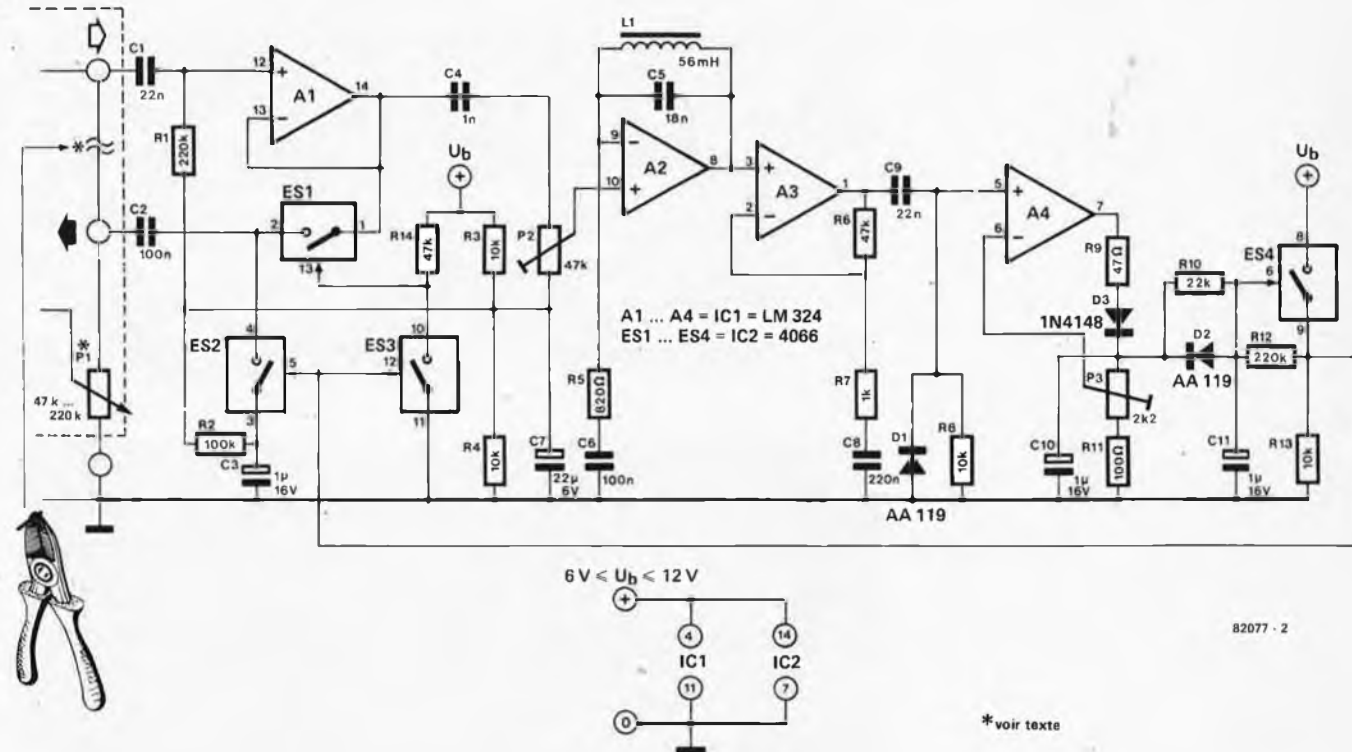 C1
22n
12
+
A1
14
13
−
R1
220k
*
C4
1n
Ub
+
L1
56mH
C5
18n
9
−
A2
8
10
+
3
+
A3
1
2
−
C9
22n
R6
47k
5
+
A4
7
6
−
R9
47Ω
D3
1N4148
R10
22k
Ub
+
8
ES4
6
9
D2
AA 119
R12
220k
C2
100n
ES1
2
1
13
R14
47k
R3
10k
P2
47k
A1 ... A4 = IC1 = LM 324
ES1 ... ES4 = IC2 = 4066
4
ES2
5
3
10
ES3
12
11
P1*
47 k ...
220 k
R2
100k
C3
1µ
16V
R4
10k
C7
22µ
6V
R5
820Ω
C6
100n
R7
1k
C8
220n
D1
AA 119
R8
10k
P3
2k2
C10
1µ
16V
R11
100Ω
C11
1µ
16V
R13
10k
6 V ≤ Ub ≤ 12 V
+
4
14
IC1
IC2
11
7
0
82077 - 2
*voir texte